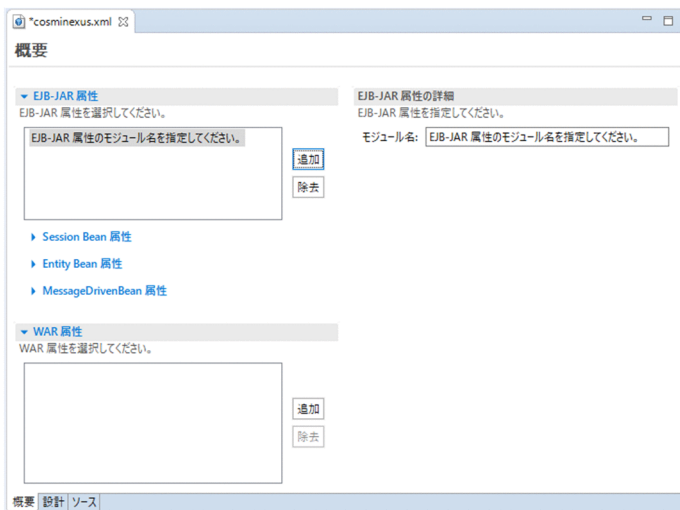 *cosminexus.xml
概要
EJB-JAR 属性
EJB-JAR 属性を選択してください。
EJB-JAR 属性のモジュール名を指定してください。
追加
除去
Session Bean 属性
Entity Bean 属性
MessageDrivenBean 属性
EJB-JAR 属性の詳細
EJB-JAR 属性を指定してください。
モジュール名: EJB-JAR 属性のモジュール名を指定してください。
WAR 属性
WAR 属性を選択してください。
追加
除去
概要 設計 ソース